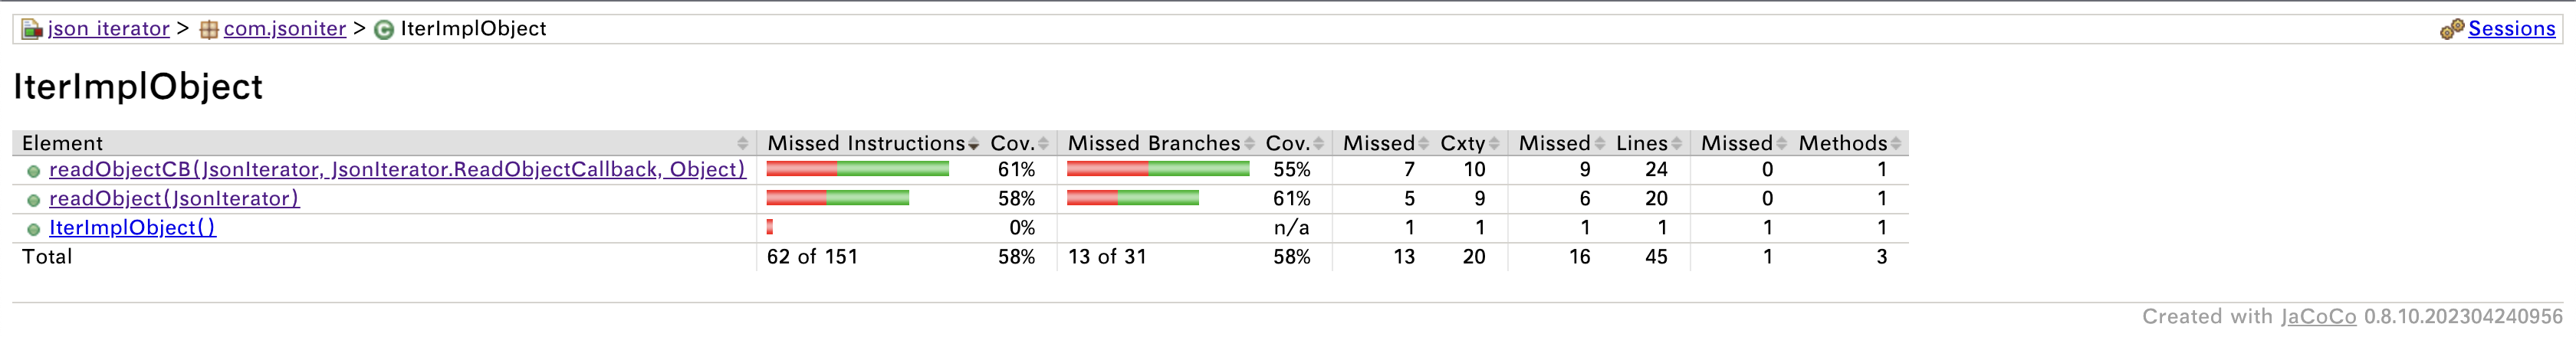 json iterator > com.jsoniter > IterImplObject Sessions
IterImplObject
Element Missed Instructions Cov. Missed Branches Cov. Missed Cxty Missed Lines Missed Methods
readObjectCB(JsonIterator, JsonIterator.ReadObjectCallback, Object) 61% 55% 7 10 9 24 0 1
readObject(JsonIterator) 58% 61% 5 9 6 20 0 1
IterImplObject() 0% n/a 1 1 1 1 1 1
Total 62 of 151 58% 13 of 31 58% 13 20 16 45 1 3
Created with JaCoCo 0.8.10.202304240956